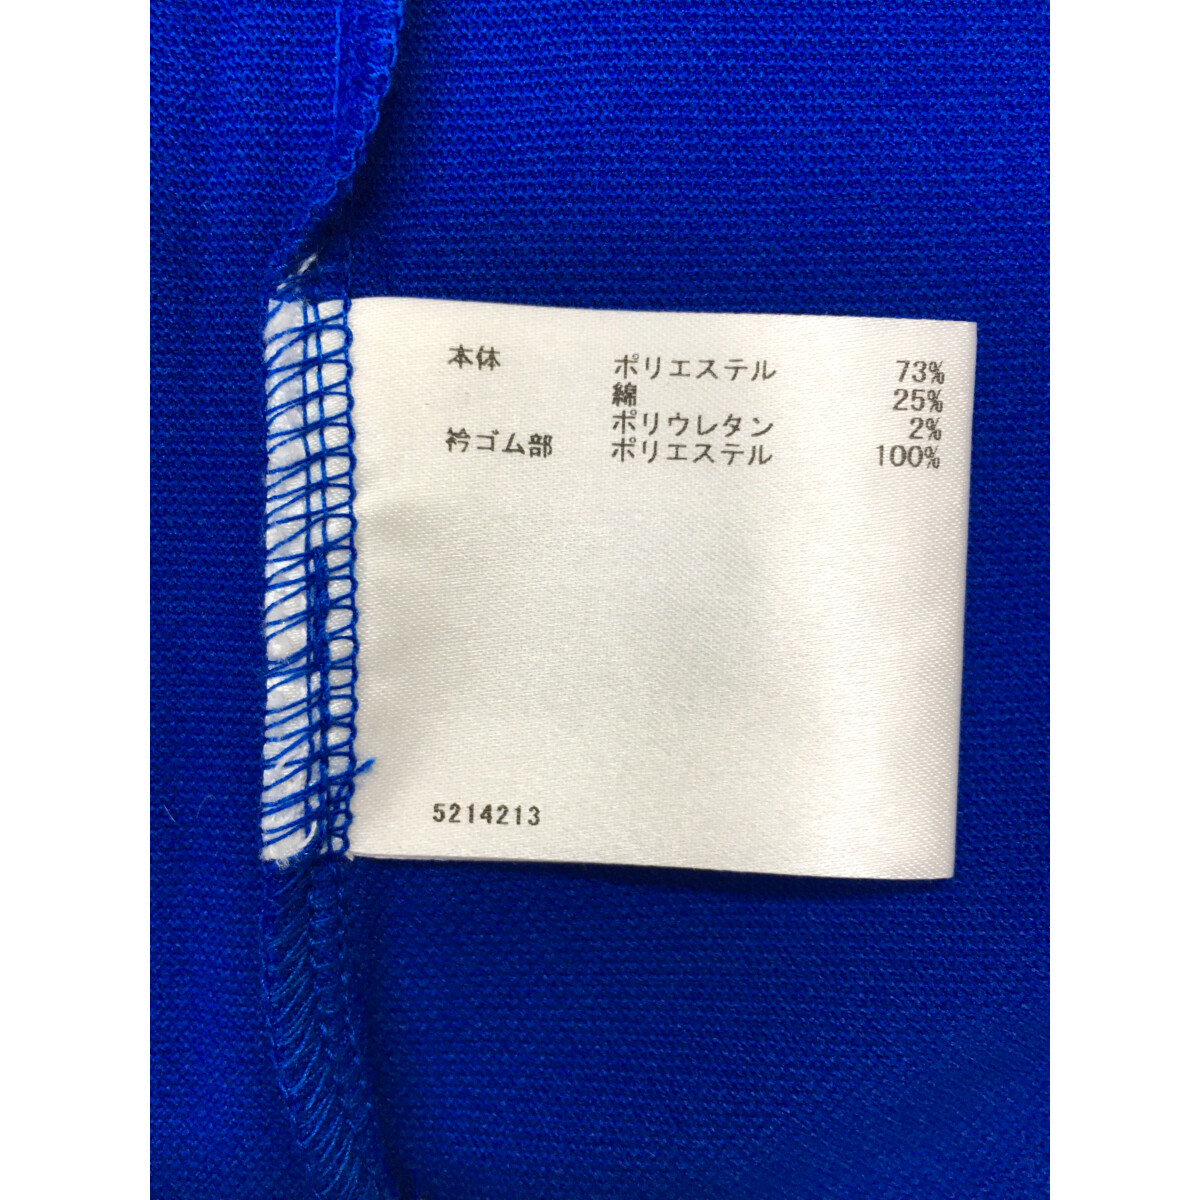 本体 ポリエステル 73%
綿 25%
ポリウレタン 2%
衿ゴム部 ポリエステル 100%
5214213